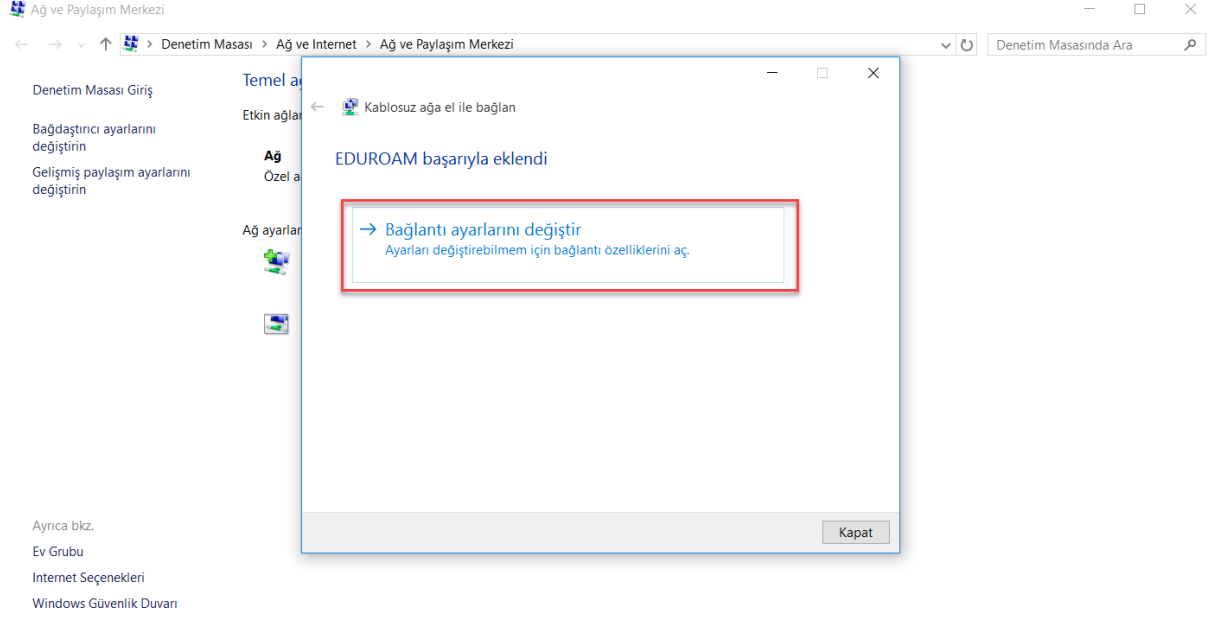 Ağ ve Paylaşım Merkezi
Denetim Masası > Ağ ve Internet > Ağ ve Paylaşım Merkezi
Denetim Masasında Ara
Denetim Masası Giriş
Bağdaştırıcı ayarlarını
değiştirin
Gelişmiş paylaşım ayarlarını
değiştirin
Ayrıca bkz.
Ev Grubu
Internet Seçenekleri
Windows Güvenlik Duvarı
Temel
Etkin
Ağ
Özel
Ağ
Kablosuz ağa el ile bağlan
EDUROAM başarıyla eklendi
Bağlantı ayarlarını değiştir
Ayarları değiştirebilmem için bağlantı özelliklerini aç.
Kapat